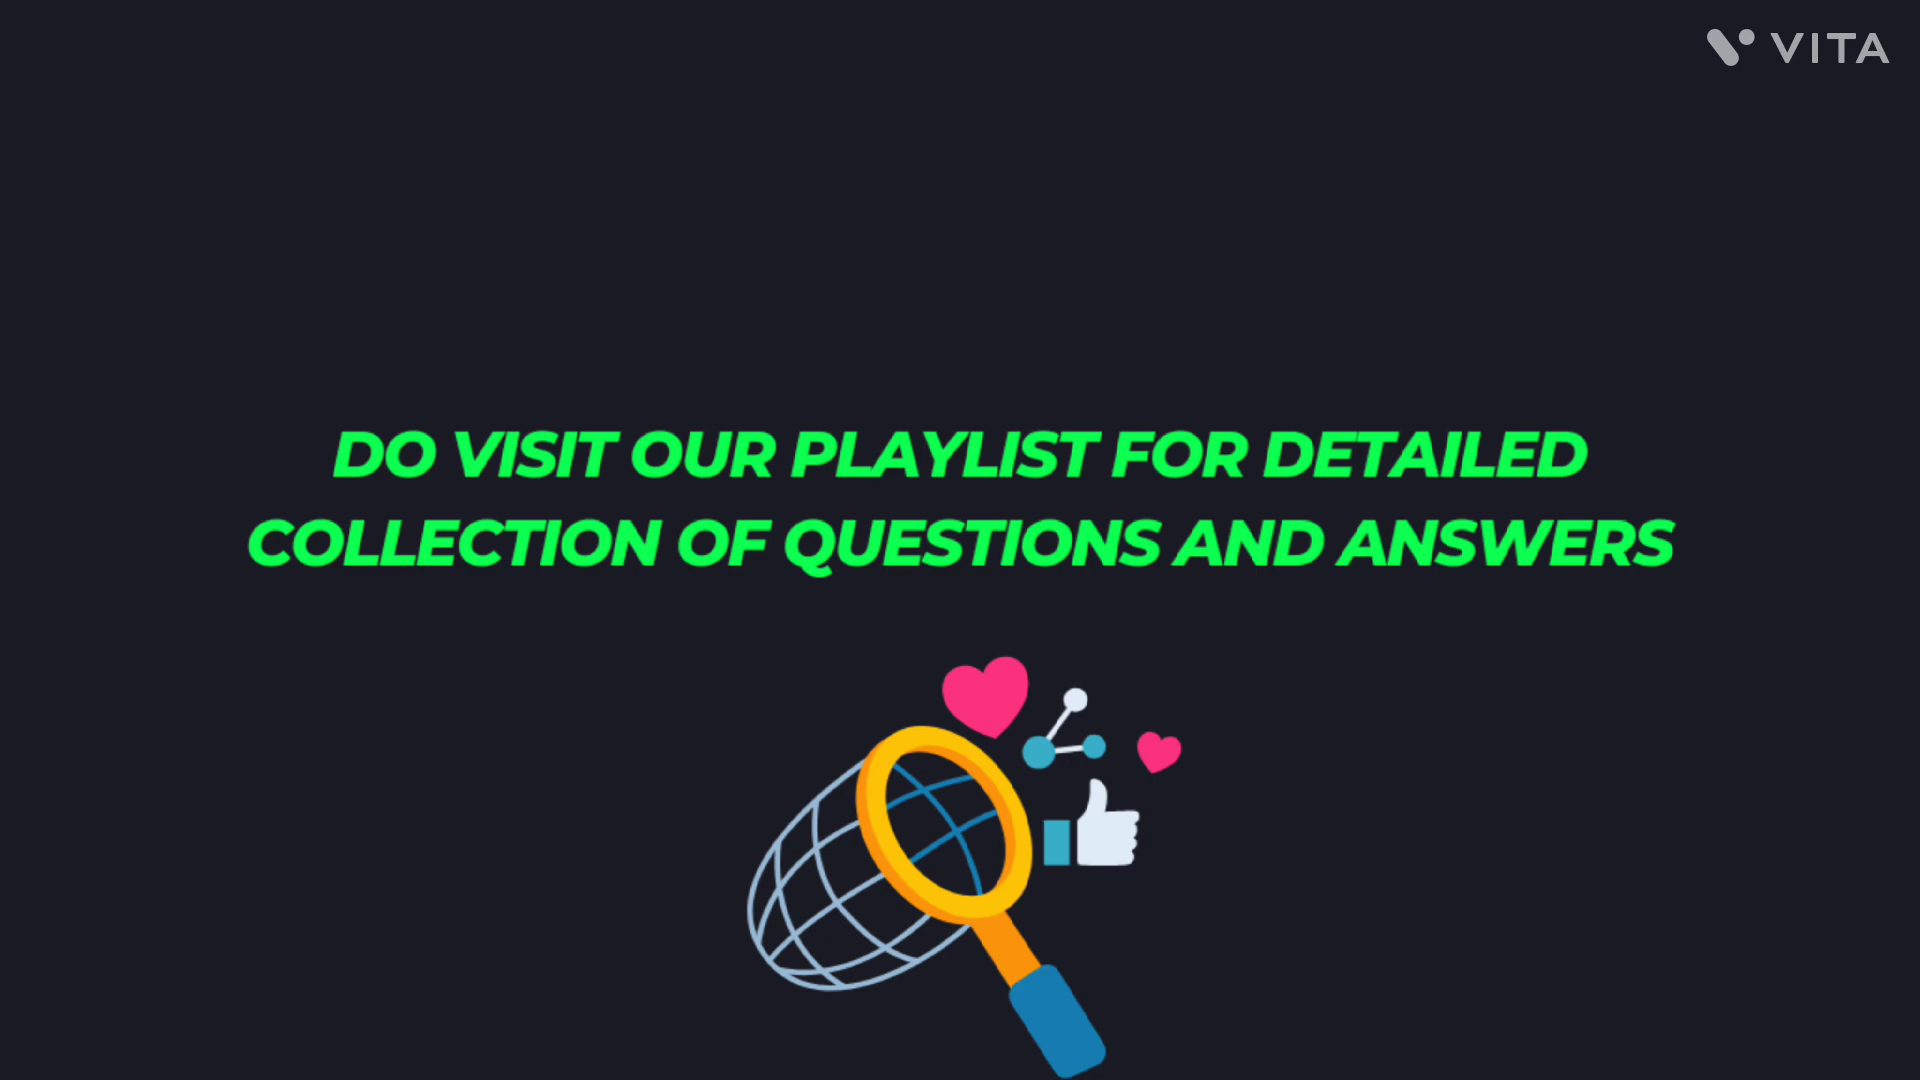 VITA
DO VISIT OUR PLAYLIST FOR DETAILED
COLLECTION OF QUESTIONS AND ANSWERS